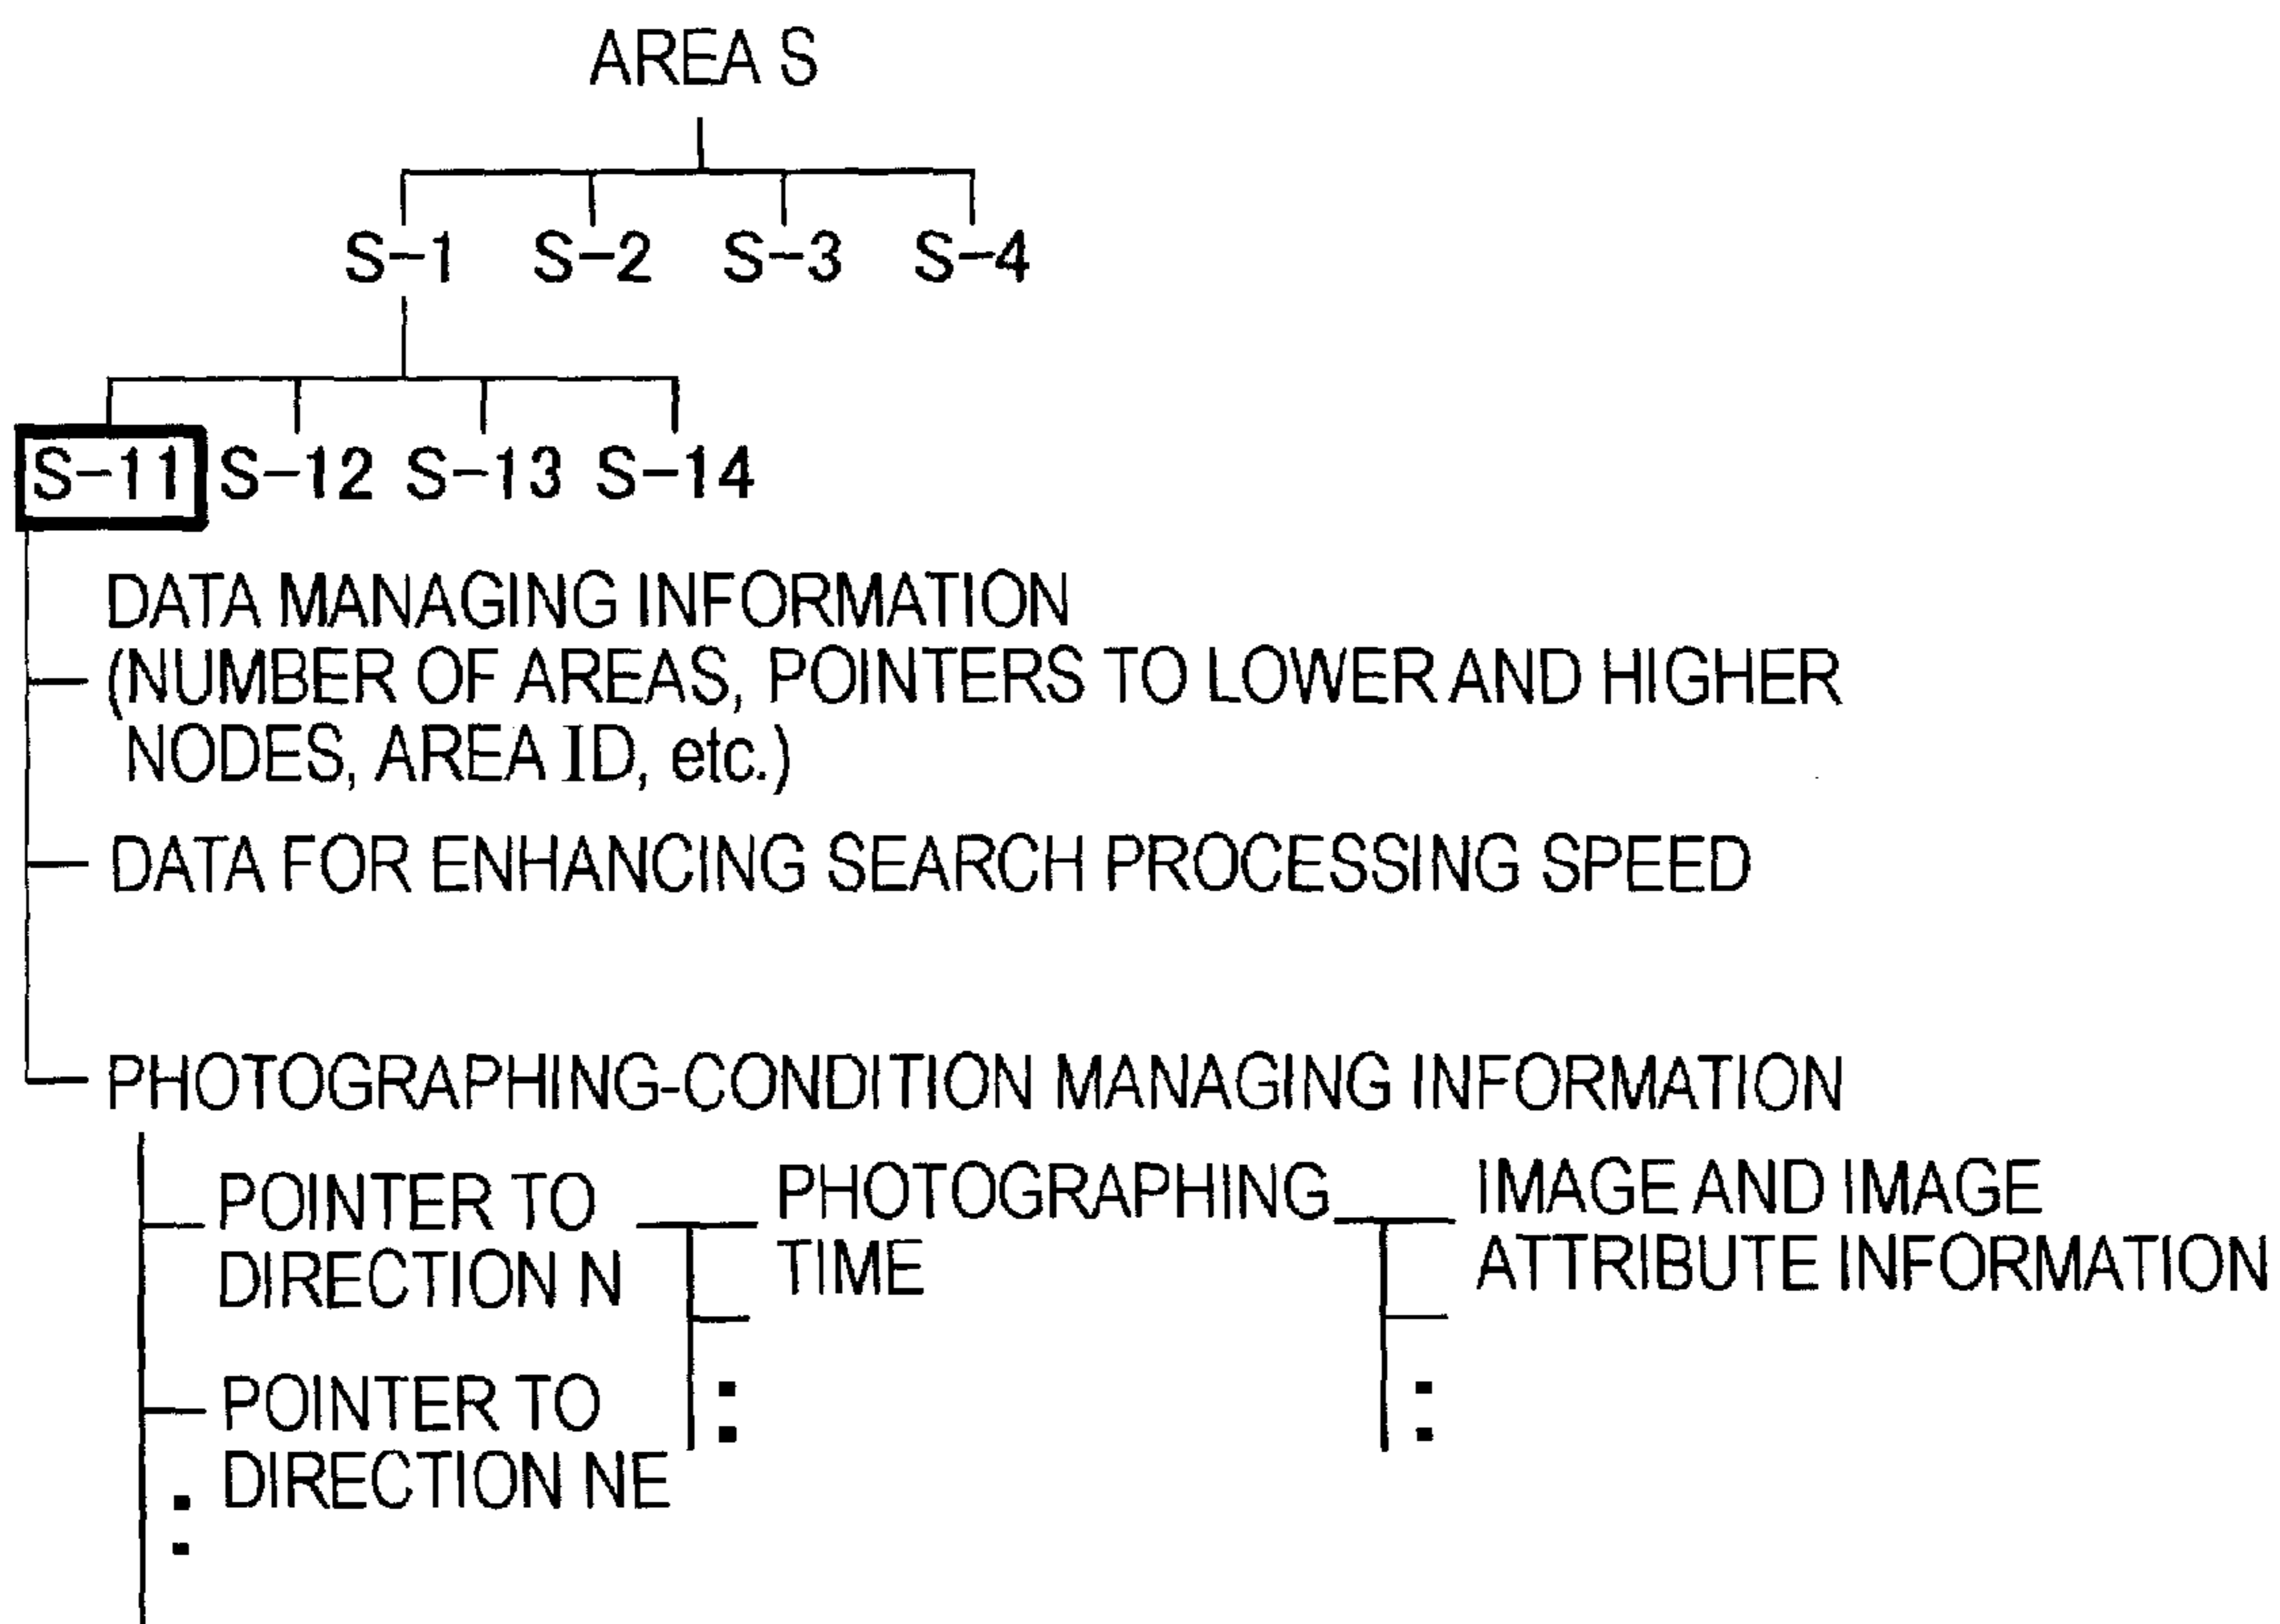 AREA S
S-1 S-2 S-3 S-4
S-11 S-12 S-13 S-14
DATA MANAGING INFORMATION
(NUMBER OF AREAS, POINTERS TO LOWER AND HIGHER
NODES, AREA ID, etc.)
DATA FOR ENHANCING SEARCH PROCESSING SPEED
PHOTOGRAPHING-CONDITION MANAGING INFORMATION
POINTER TO
DIRECTION N
PHOTOGRAPHING
TIME
IMAGE AND IMAGE
ATTRIBUTE INFORMATION
:
:
POINTER TO
DIRECTION NE
: